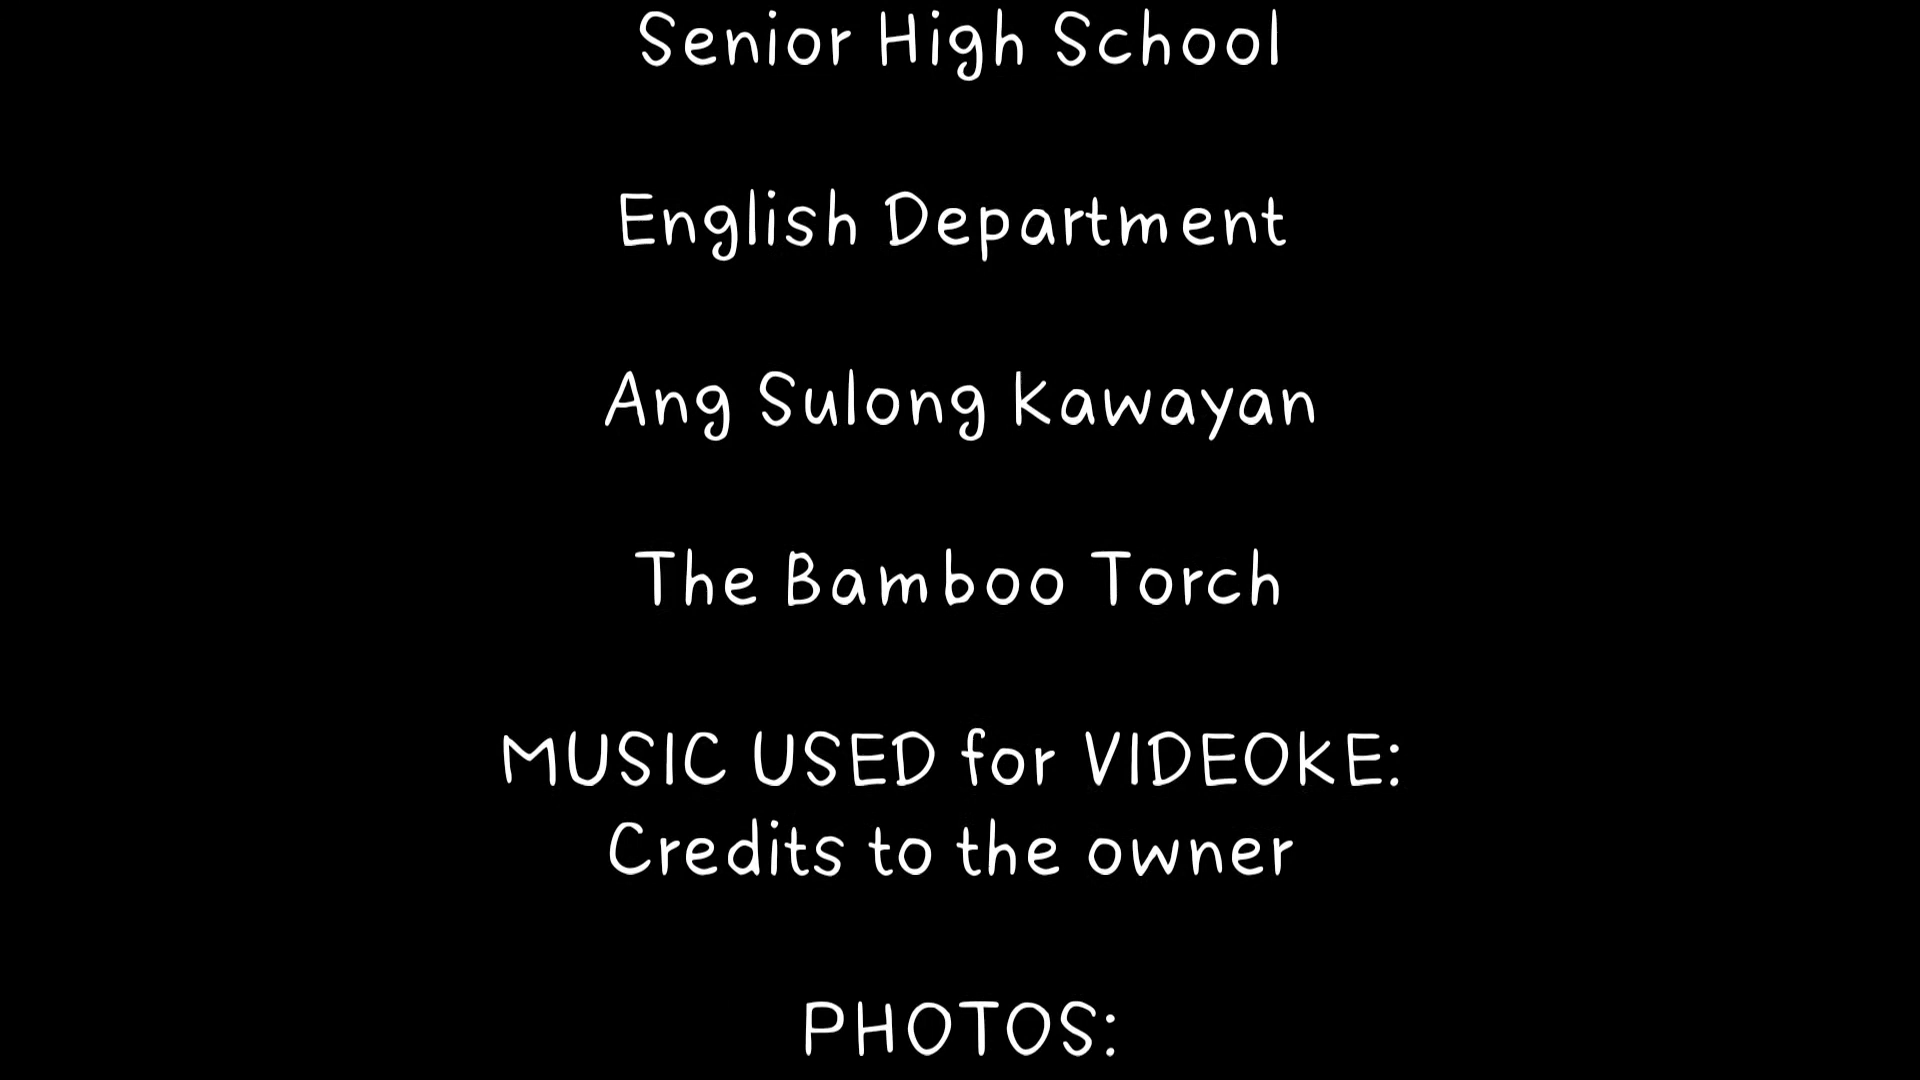 Senior High School
English Department
Ang Sulong Kawayan
The Bamboo Torch
MUSIC USED for VIDEOKE:
Credits to the owner
PHOTOS: